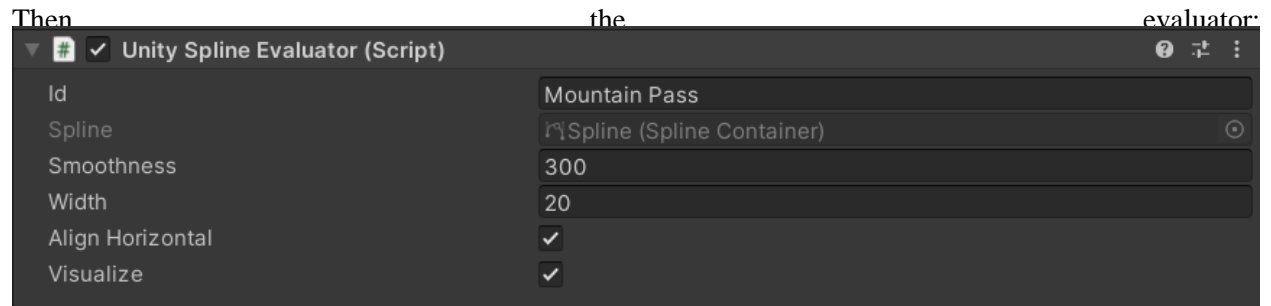 Then the evaluator:
# Unity Spline Evaluator (Script)
Id Mountain Pass
Spline Spline (Spline Container)
Smoothness 300
Width 20
Align Horizontal
Visualize